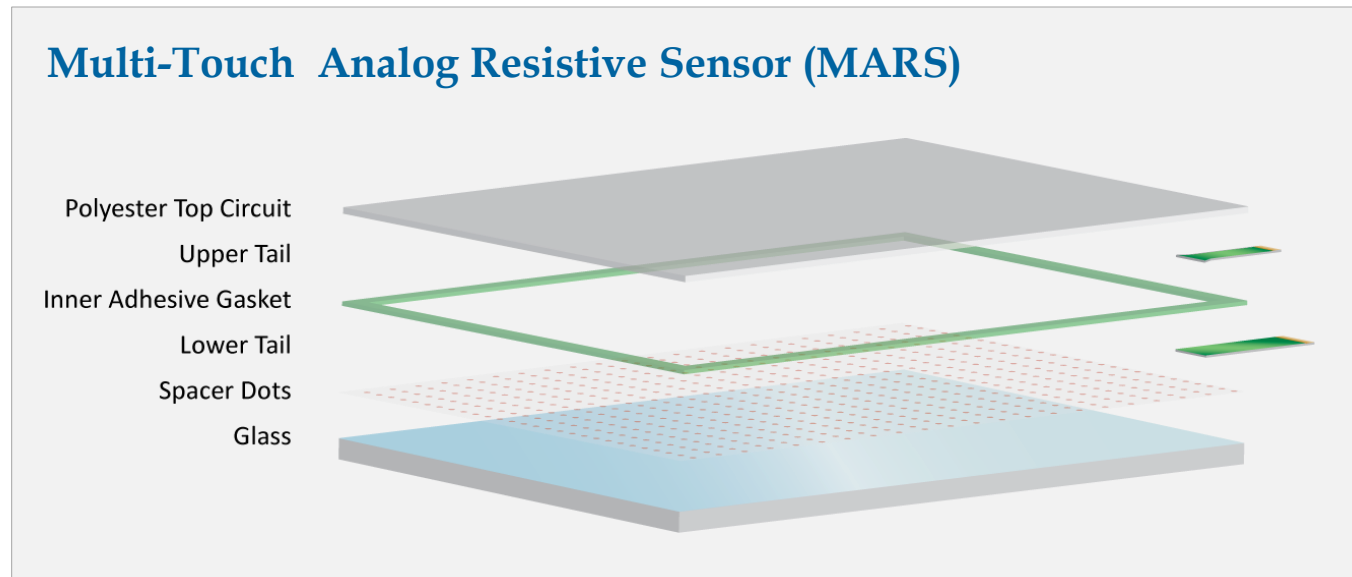 Multi-Touch Analog Resistive Sensor (MARS)
Polyester Top Circuit
Upper Tail
Inner Adhesive Gasket
Lower Tail
Spacer Dots
Glass